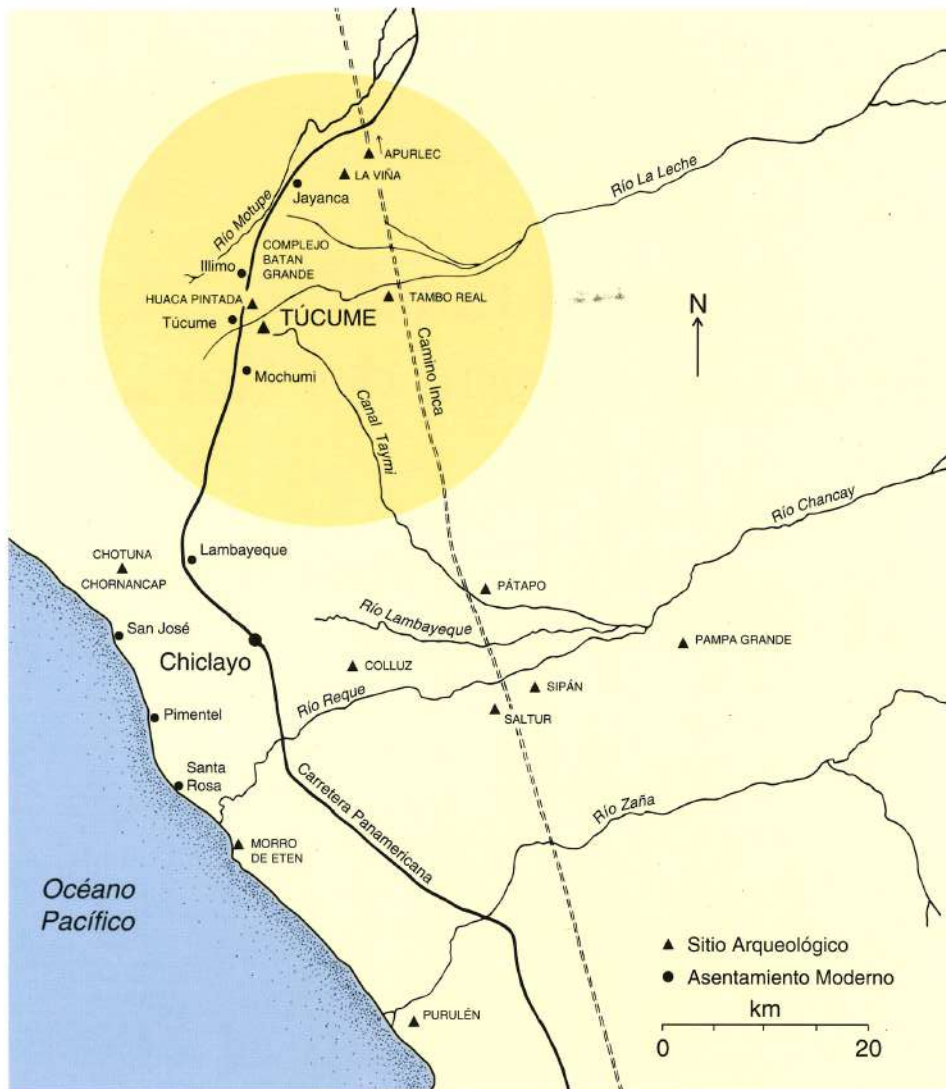 APURLEC
LA VIÑA
Jayanca
Río La Leche
Río Motupe
COMPLEJO
BATAN
GRANDE
Illimo
HUACA PINTADA
TAMBO REAL
Túcume
TÚCUME
N
Mochumi
Camino Inca
Canal Taymi
Río Chancay
Lambayeque
CHOTUNA
CHORNANCAP
PÁTAPO
San José
Río Lambayeque
PAMPA GRANDE
Chiclayo
COLLUZ
SIPÁN
Río Reque
SALTUR
Pimentel
Santa
Rosa
Carretera Panamericana
Río Zaña
MORRO
DE ETEN
Océano
Pacífico
Sitio Arqueológico
Asentamiento Moderno
km
PURULÉN
0 20